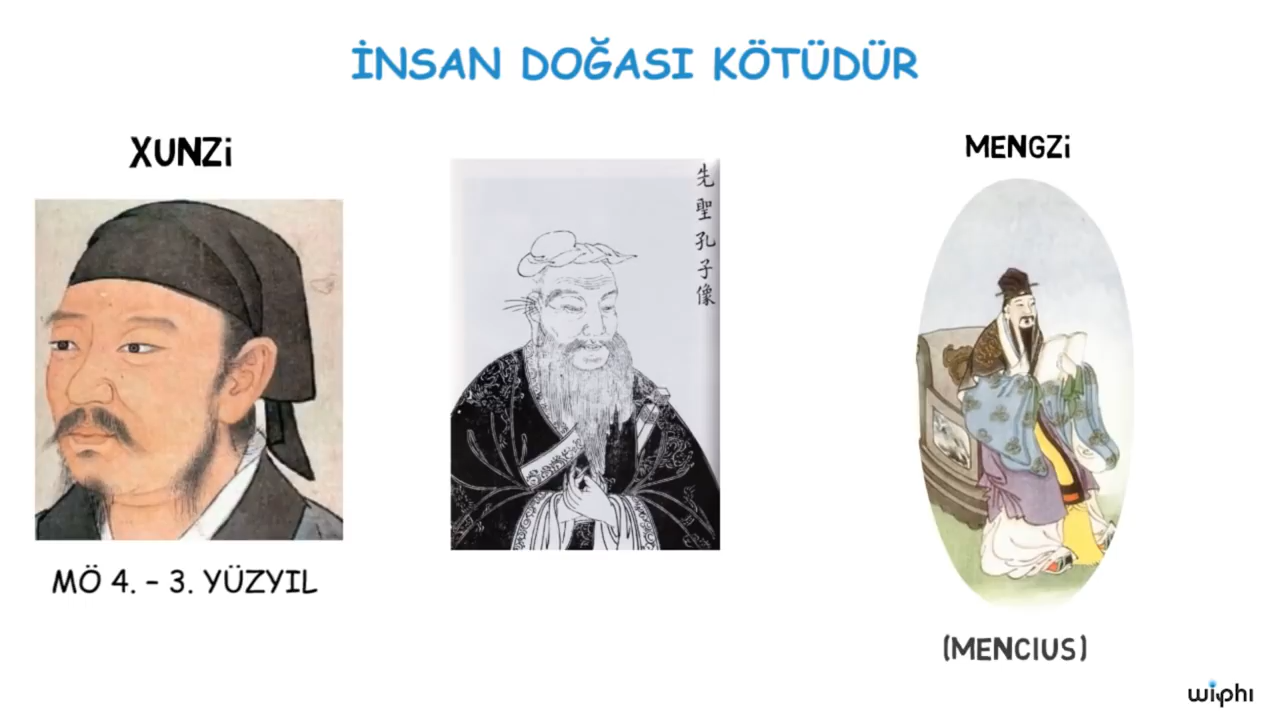 İNSAN DOĞASI KÖTÜDÜR
XUNZi
MENGZi
先聖孔子像
MÖ 4. – 3. YÜZYIL
(MENCIUS)
wiphi